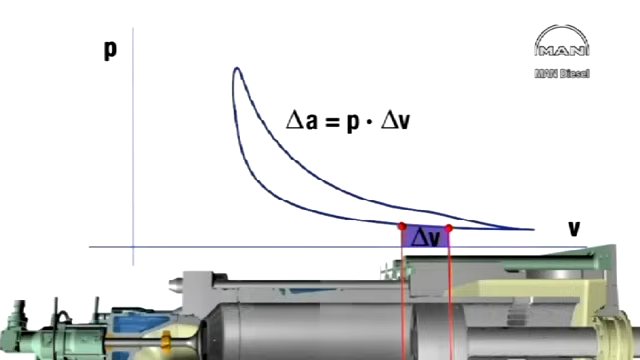 p
MAN
MAN Diesel
Δa = p · Δv
v
Δv